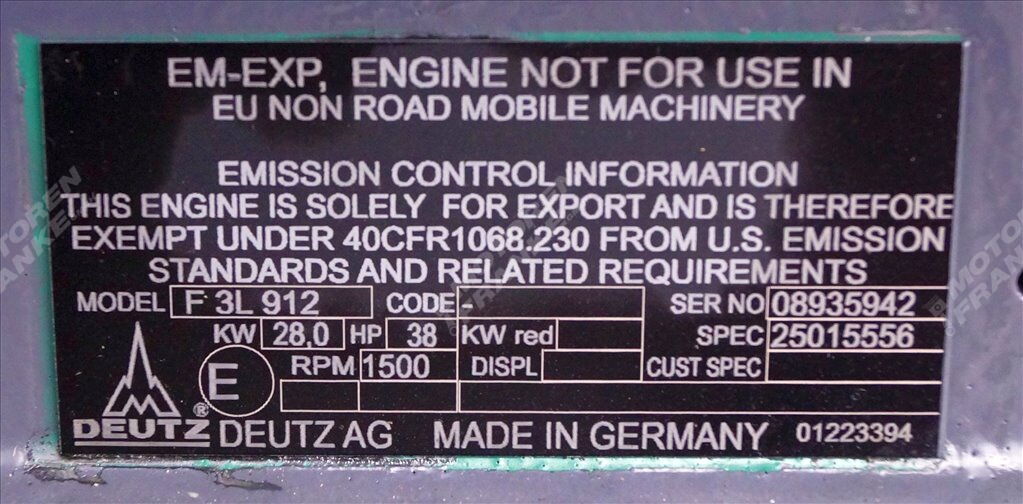 EM-EXP, ENGINE NOT FOR USE IN
EU NON ROAD MOBILE MACHINERY
EMISSION CONTROL INFORMATION
THIS ENGINE IS SOLELY FOR EXPORT AND IS THEREFORE
EXEMPT UNDER 40CFR1068.230 FROM U.S. EMISSION
STANDARDS AND RELATED REQUIREMENTS
MODEL F 3L 912 CODE - SER NO 08935942
KW 28,0 HP 38 KW red SPEC 25015556
E RPM 1500 DISPL CUST SPEC
DEUTZ® DEUTZ AG MADE IN GERMANY 01223394